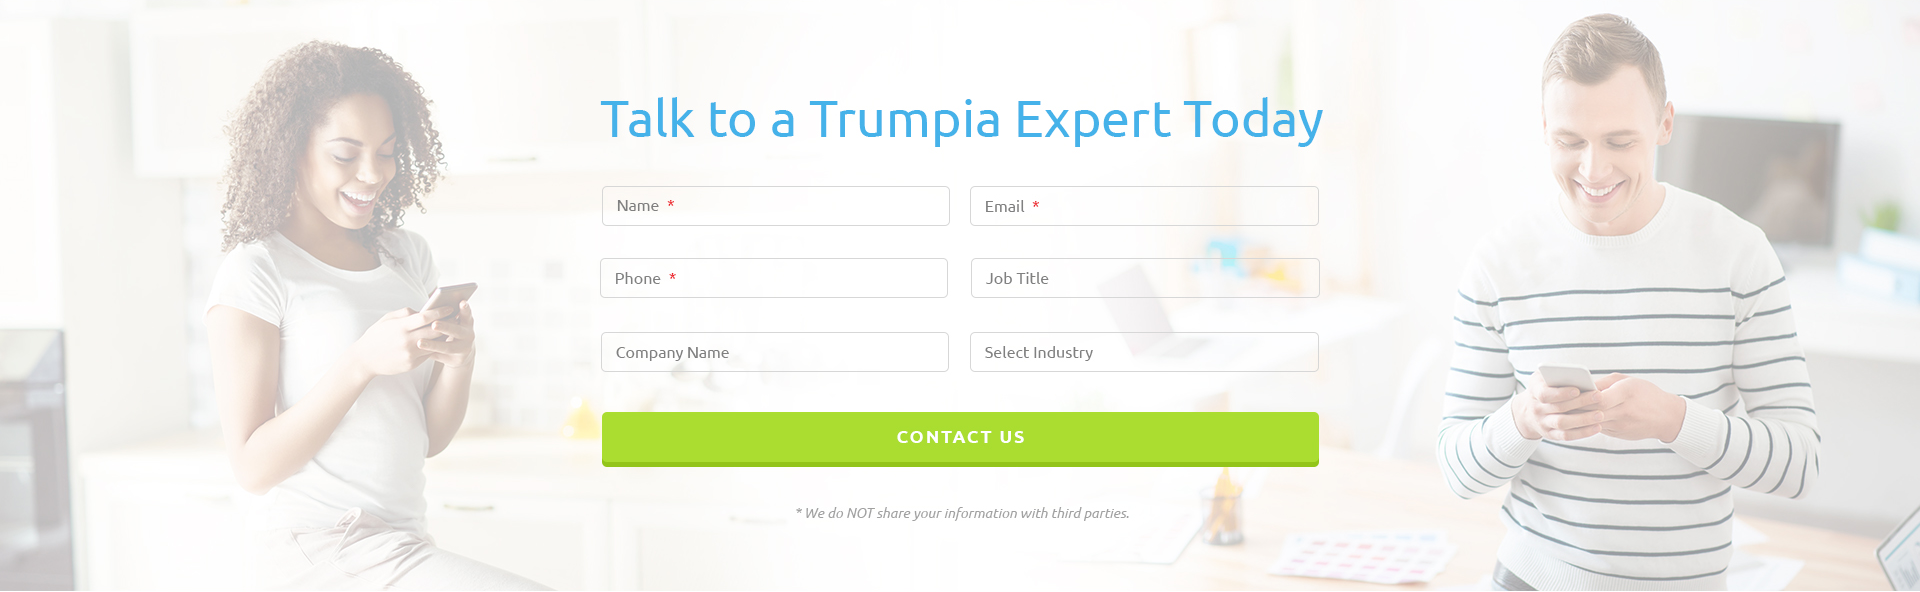 Talk to a Trumpia Expert Today
Name *
Email *
Phone *
Job Title
Company Name
Select Industry
CONTACT US
* We do NOT share your information with third parties.